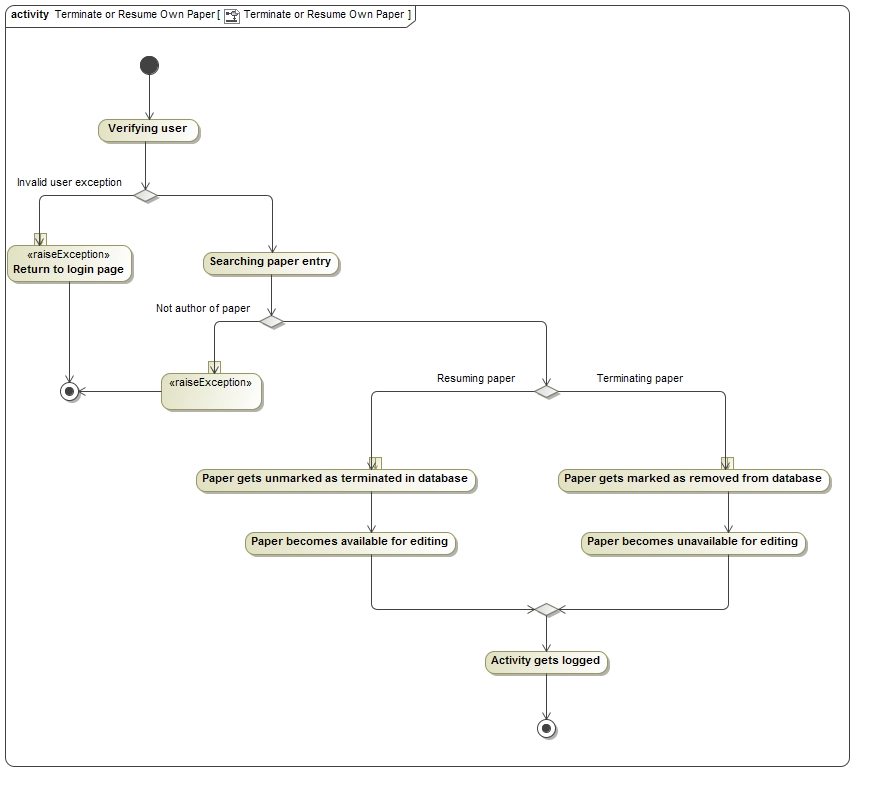 activity Terminate or Resume Own Paper [ Terminate or Resume Own Paper ]
Verifying user
Invalid user exception
«raiseException»
Return to login page
Searching paper entry
Not author of paper
«raiseException»
Resuming paper
Terminating paper
Paper gets unmarked as terminated in database
Paper gets marked as removed from database
Paper becomes available for editing
Paper becomes unavailable for editing
Activity gets logged